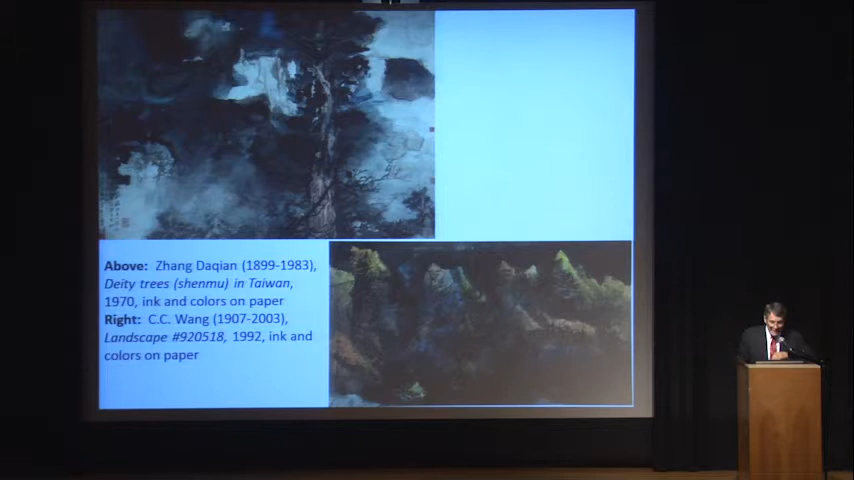 Above: Zhang Daqian (1899-1983),
Deity trees (shenmu) in Taiwan,
1970, ink and colors on paper
Right: C.C. Wang (1907-2003),
Landscape #920518, 1992, ink and
colors on paper